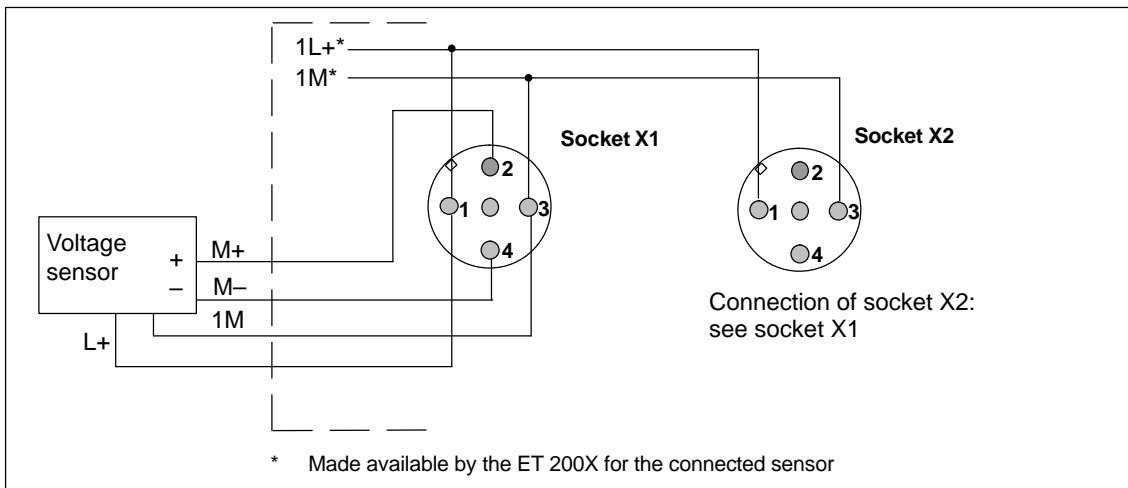 1L+*
1M*
Socket X1
Socket X2
2
1
3
4
2
1
3
4
Voltage
sensor
+
–
M+
M–
1M
L+
Connection of socket X2:
see socket X1
* Made available by the ET 200X for the connected sensor